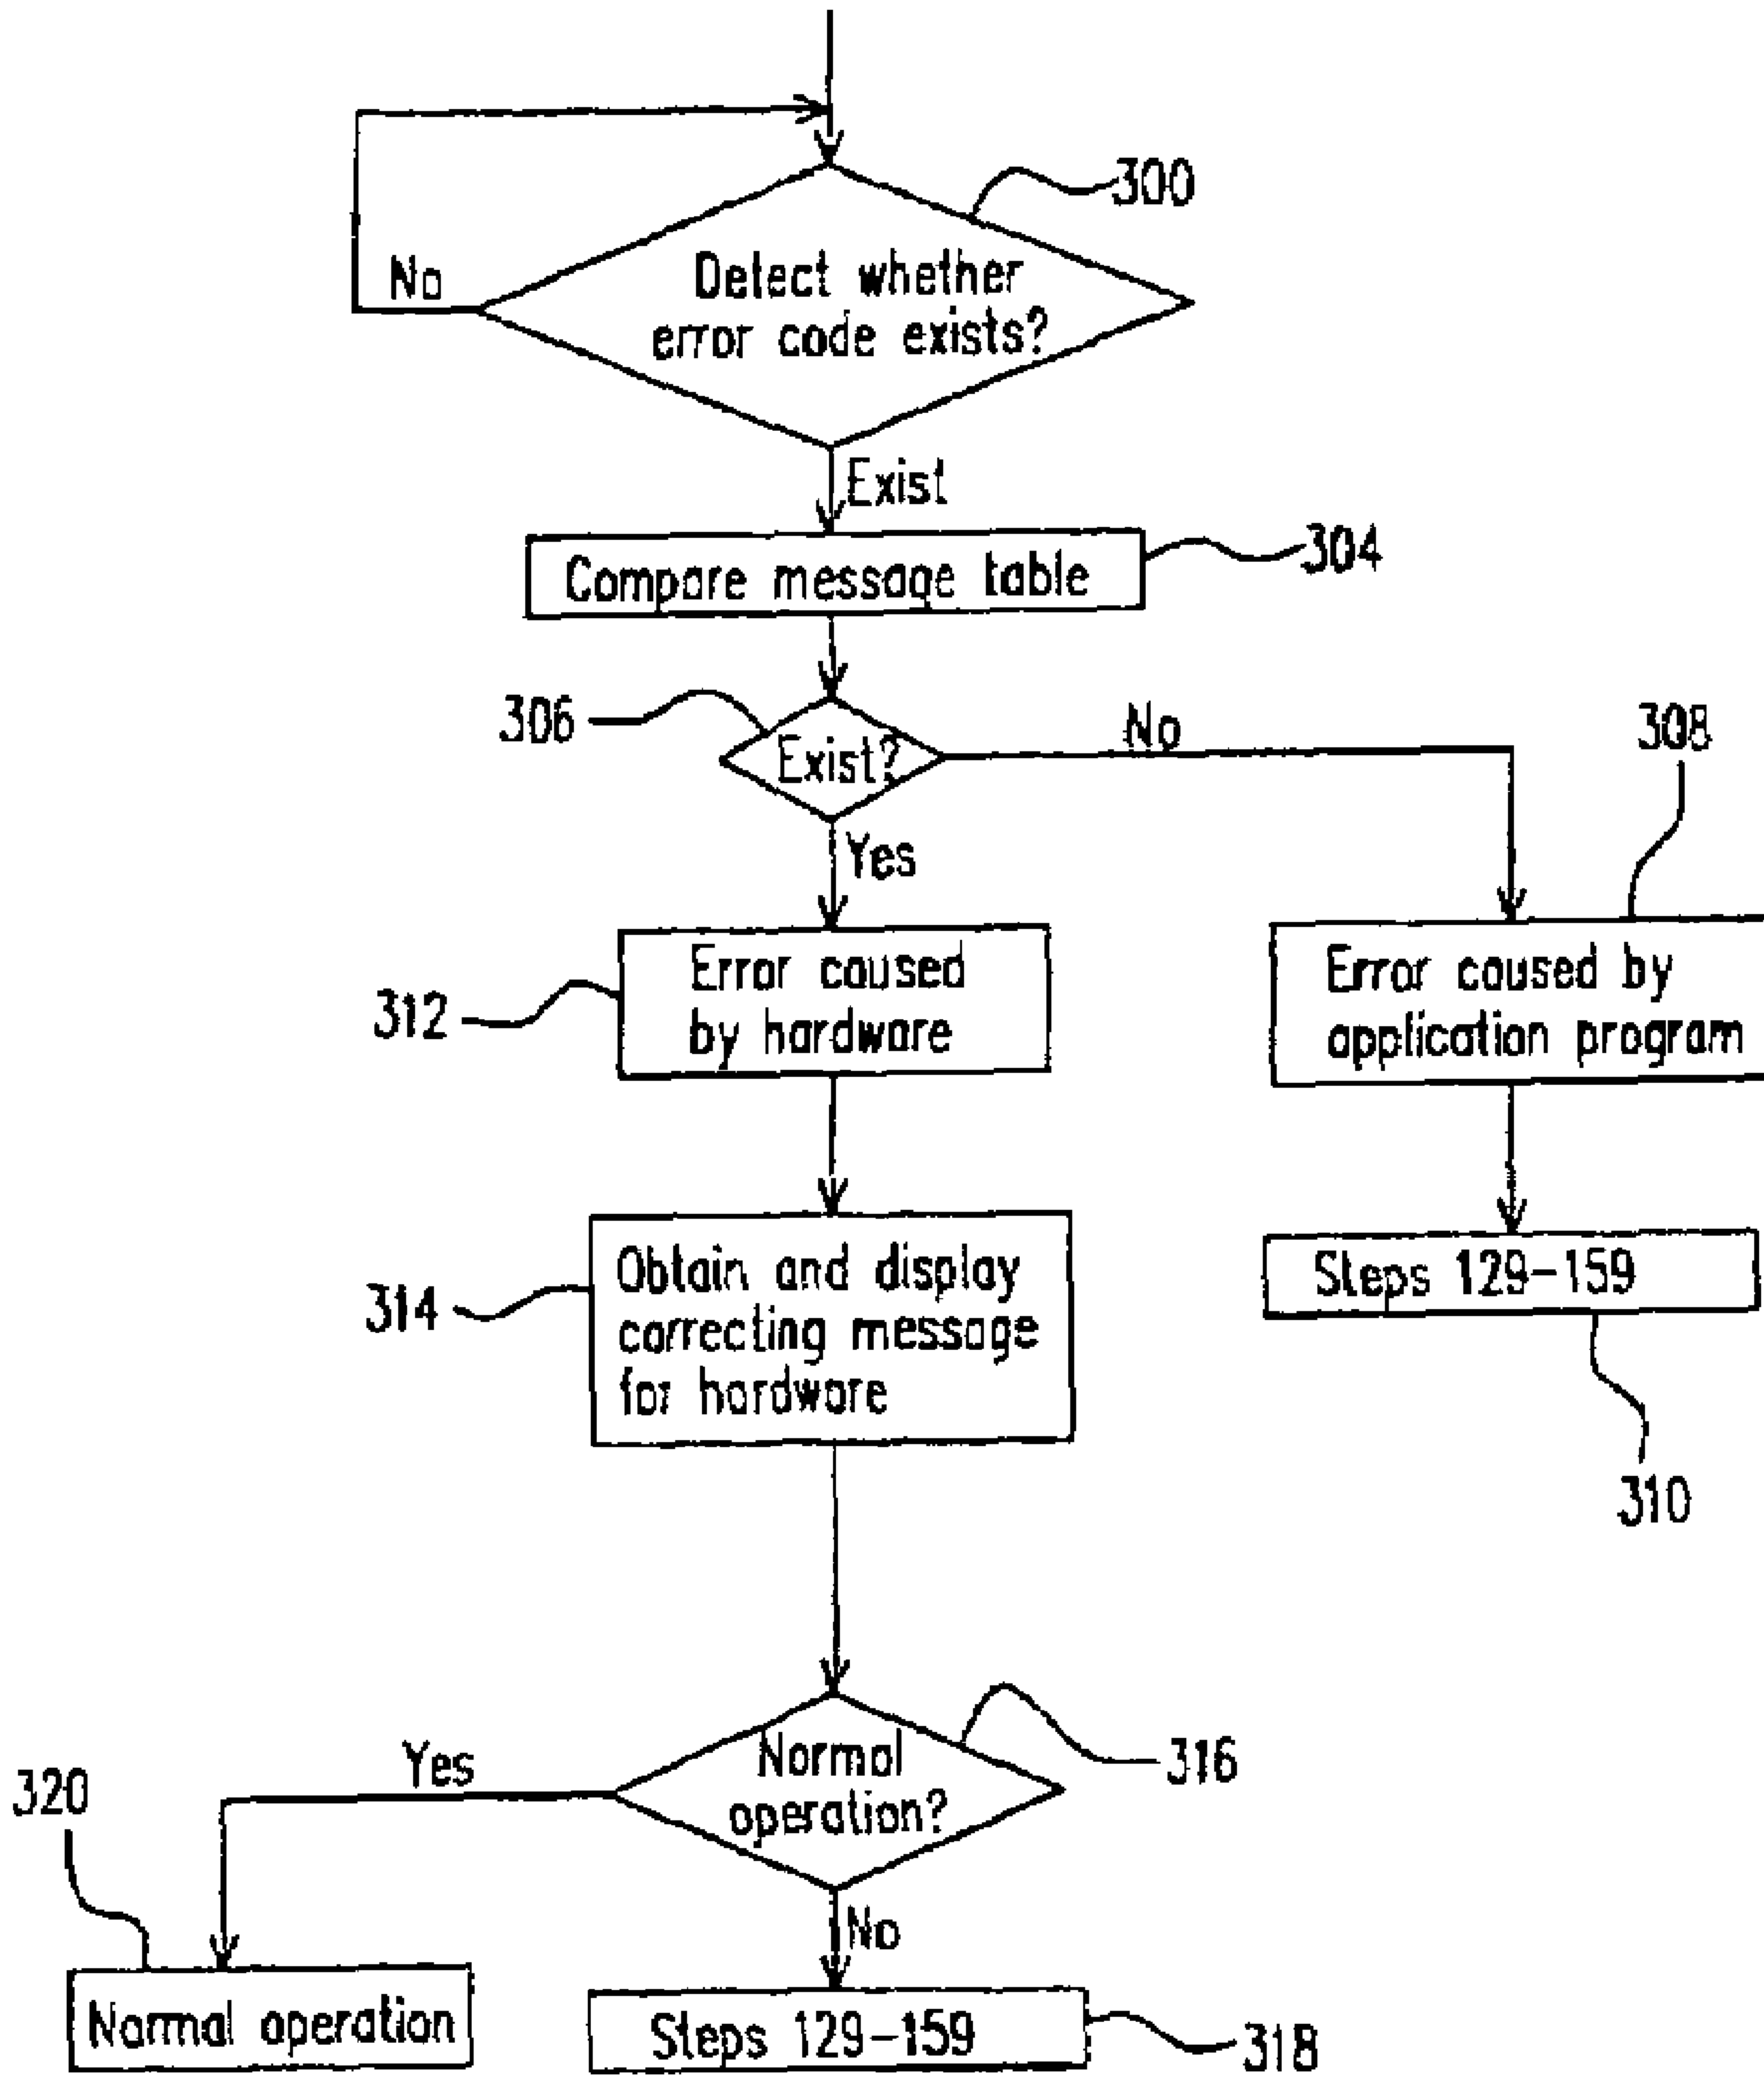 300
No
Detect whether
error code exists?
Exist
304
Compare message table
306
Exist?
No
308
Yes
312
Error caused
by hardware
Error caused by
application program
314
Obtain and display
correcting message
for hardware
Steps 129-159
310
320
Yes
Normal
operation?
316
No
Normal operation
Steps 129-159
318